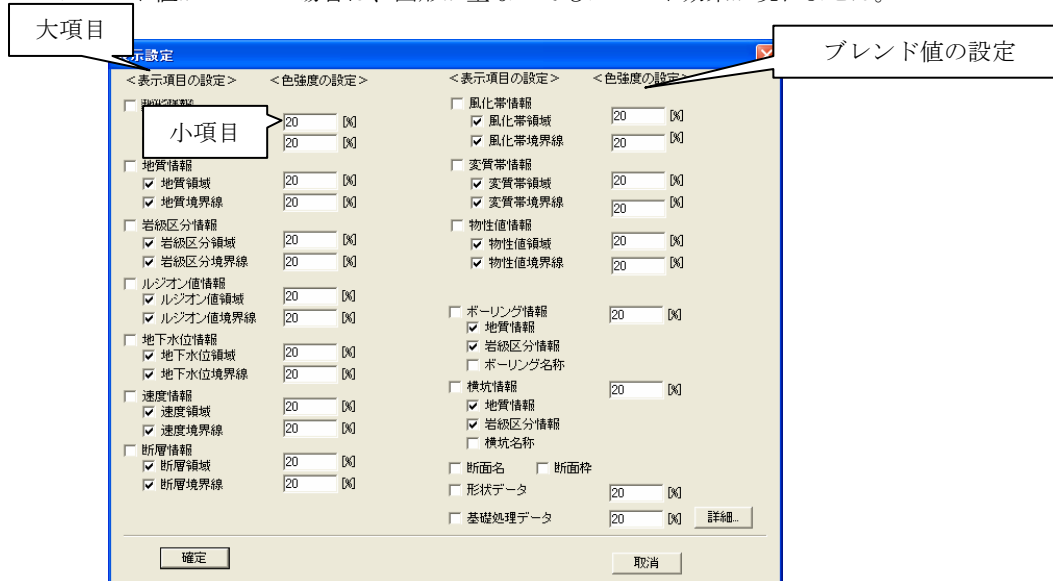 大項目
ブレンド値の設定
示設定
<表示項目の設定> <色強度の設定> <表示項目の設定> <色強度の設定>
小項目
20 [%]
20 [%]
地質情報
地質領域 20 [%]
地質境界線 20 [%]
岩級区分情報
岩級区分領域 20 [%]
岩級区分境界線 20 [%]
ルジオン値情報
ルジオン値領域 20 [%]
ルジオン値境界線 20 [%]
地下水位情報
地下水位領域 20 [%]
地下水位境界線 20 [%]
速度情報
速度領域 20 [%]
速度境界線 20 [%]
断層情報
断層領域 20 [%]
断層境界線 20 [%]
風化帯情報
風化帯領域 20 [%]
風化帯境界線 20 [%]
変質帯情報
変質帯領域 20 [%]
変質帯境界線 20 [%]
物性値情報
物性値領域 20 [%]
物性値境界線 20 [%]
ボーリング情報 20 [%]
地質情報
岩級区分情報
ボーリング名称
横坑情報 20 [%]
地質情報
岩級区分情報
横坑名称
断面名 断面枠
形状データ 20 [%]
基礎処理データ 20 [%] 詳細...
確定 取消